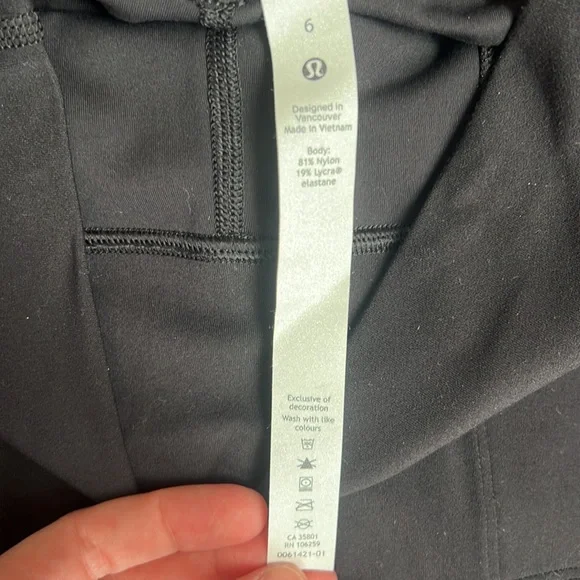 6
Designed in
Vancouver
Made in Vietnam
Body:
81% Nylon
19% Lycra®
elastane
Exclusive of
decoration
Wash with like
colours
CA 35801
RN 106259
0061421-01